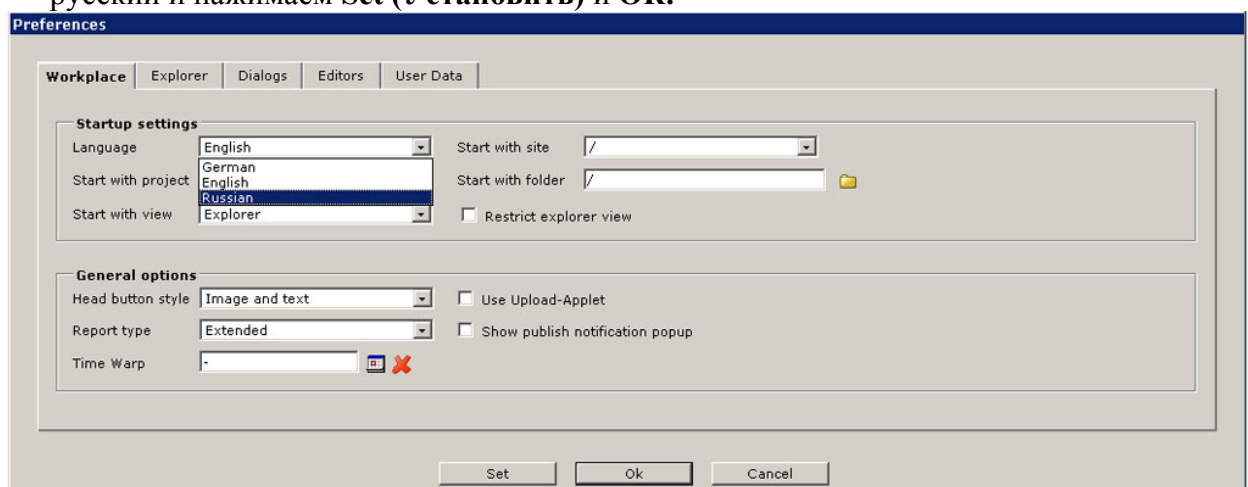 русский и нажимаем Set (Установить) и ОК.
Preferences
Workplace Explorer Dialogs Editors User Data
Startup settings
Language English Start with site /
German
Start with project English Start with folder /
Russian
Start with view Explorer Restrict explorer view
General options
Head button style Image and text Use Upload-Applet
Report type Extended Show publish notification popup
Time Warp -
Set Ok Cancel